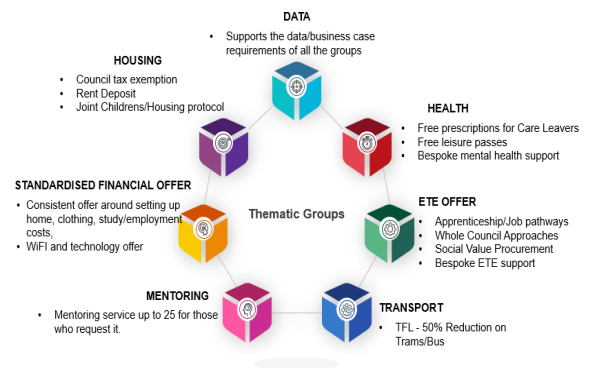 DATA
• Supports the data/business case
requirements of all the groups
HOUSING
• Council tax exemption
• Rent Deposit
• Joint Childrens/Housing protocol
HEALTH
• Free prescriptions for Care Leavers
• Free leisure passes
• Bespoke mental health support
STANDARDISED FINANCIAL OFFER
• Consistent offer around setting up
home, clothing, study/employment
costs,
• WiFI and technology offer
Thematic Groups
ETE OFFER
• Apprenticeship/Job pathways
• Whole Council Approaches
• Social Value Procurement
• Bespoke ETE support
MENTORING
• Mentoring service up to 25 for those
who request it.
TRANSPORT
• TFL - 50% Reduction on
Trams/Bus